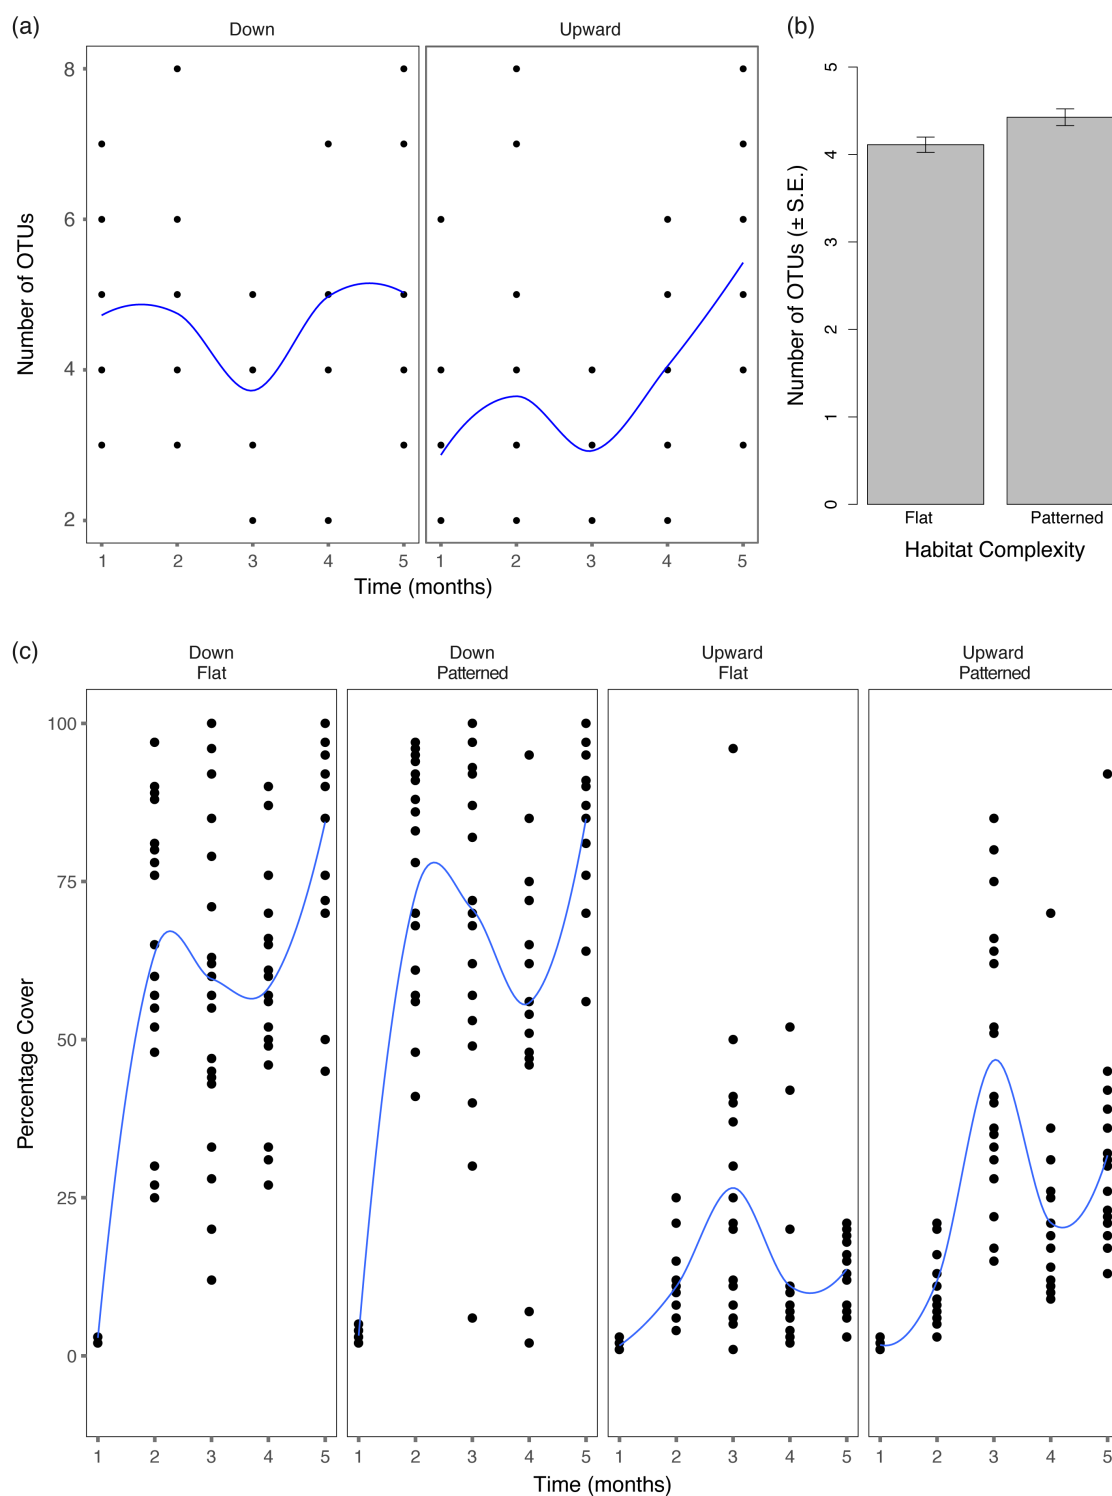 (a)
Down
Upward
8
6
4
2
Number of OTUs
1 2 3 4 5
1 2 3 4 5
Time (months)
(b)
5
4
3
2
1
0
Number of OTUs (± S.E.)
Flat
Patterned
Habitat Complexity
(c)
Down
Flat
Down
Patterned
Upward
Flat
Upward
Patterned
100
75
50
25
0
Percentage Cover
1 2 3 4 5
1 2 3 4 5
1 2 3 4 5
1 2 3 4 5
Time (months)